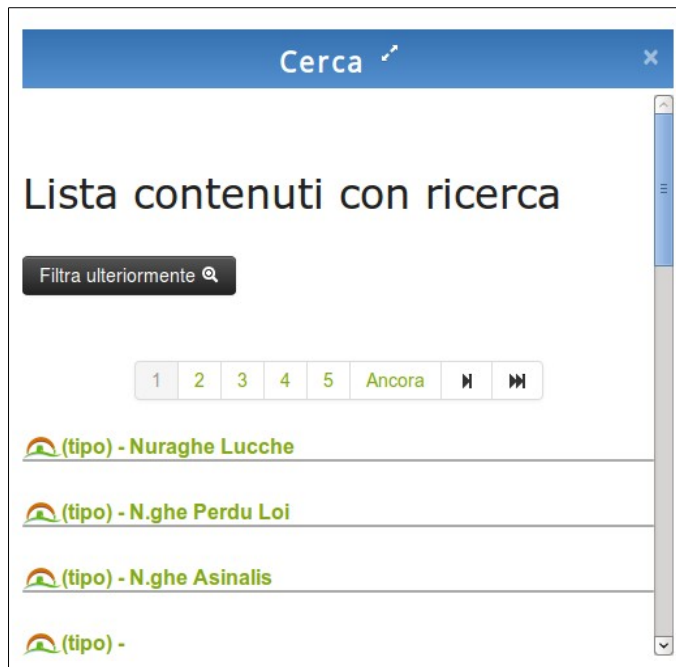 Cerca
×
Lista contenuti con ricerca
Filtra ulteriormente
1 2 3 4 5 Ancora
(tipo) - Nuraghe Lucche
(tipo) - N.ghe Perdu Loi
(tipo) - N.ghe Asinalis
(tipo) -